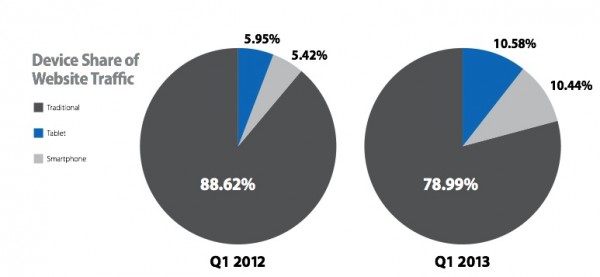 Device Share of
Website Traffic
Traditional
Tablet
Smartphone
5.95%
5.42%
88.62%
Q1 2012
10.58%
10.44%
78.99%
Q1 2013